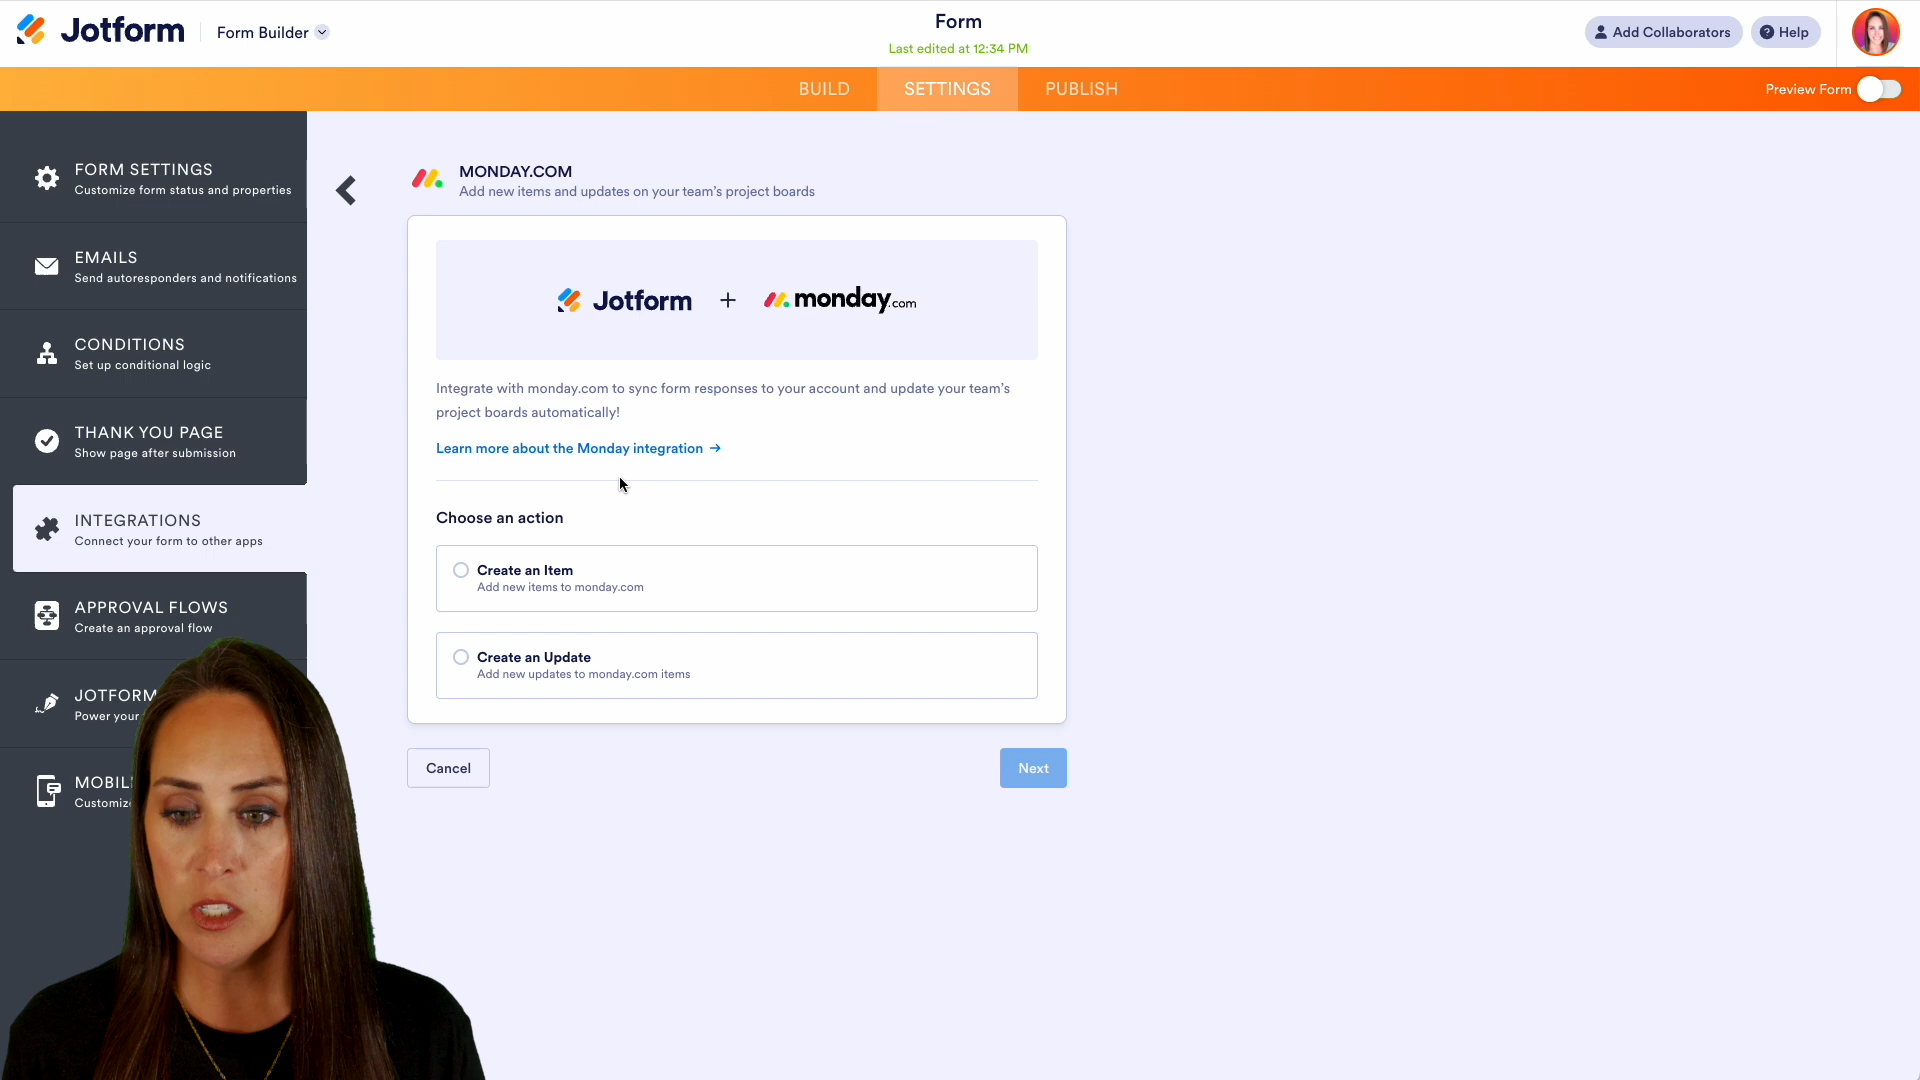 Jotform
Form Builder
Form
Last edited at 12:34 PM
Add Collaborators
Help
BUILD
SETTINGS
PUBLISH
Preview Form
FORM SETTINGS
Customize form status and properties
EMAILS
Send autoresponders and notifications
CONDITIONS
Set up conditional logic
THANK YOU PAGE
Show page after submission
INTEGRATIONS
Connect your form to other apps
APPROVAL FLOWS
Create an approval flow
JOTFORM
Power your
MOBIL
Customize
MONDAY.COM
Add new items and updates on your team's project boards
Jotform + monday.com
Integrate with monday.com to sync form responses to your account and update your team's
project boards automatically!
Learn more about the Monday integration →
Choose an action
Create an Item
Add new items to monday.com
Create an Update
Add new updates to monday.com items
Cancel
Next